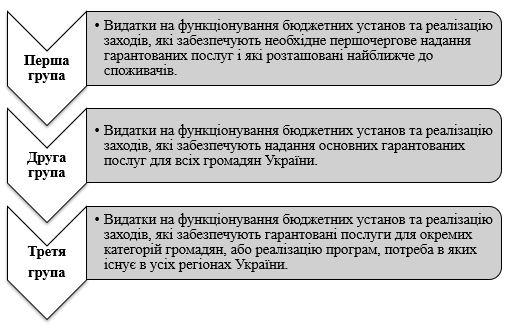 Перша
група
• Видатки на функціонування бюджетних установ та реалізацію
заходів, які забезпечують необхідне першочергове надання
гарантованих послуг і які розташовані найближче до
споживачів.
Друга
група
• Видатки на функціонування бюджетних установ та реалізацію
заходів, які забезпечують надання основних гарантованих
послуг для всіх громадян України.
Третя
група
• Видатки на функціонування бюджетних установ та реалізацію
заходів, які забезпечують гарантовані послуги для окремих
категорій громадян, або реалізацію програм, потреба в яких
існує в усіх регіонах України.